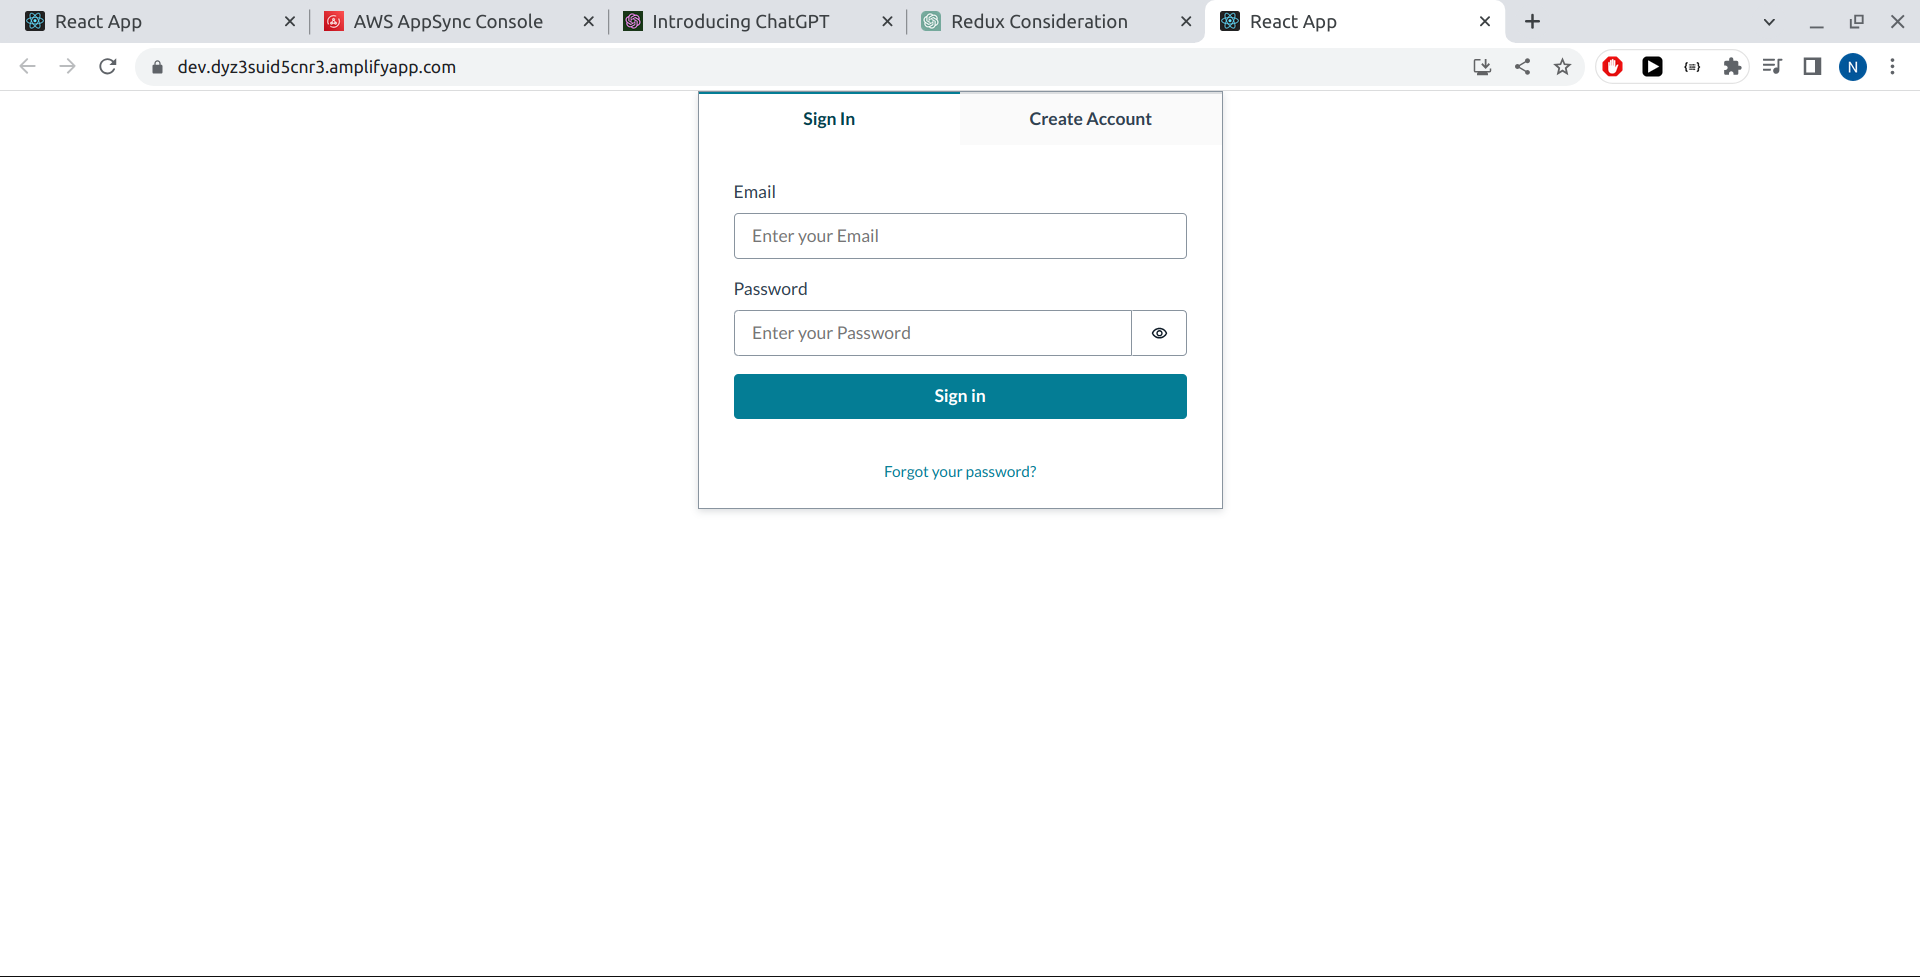 React App
AWS AppSync Console
Introducing ChatGPT
Redux Consideration
React App
dev.dyz3suid5cnr3.amplifyapp.com
N
Sign In
Create Account
Email
Enter your Email
Password
Enter your Password
Sign in
Forgot your password?